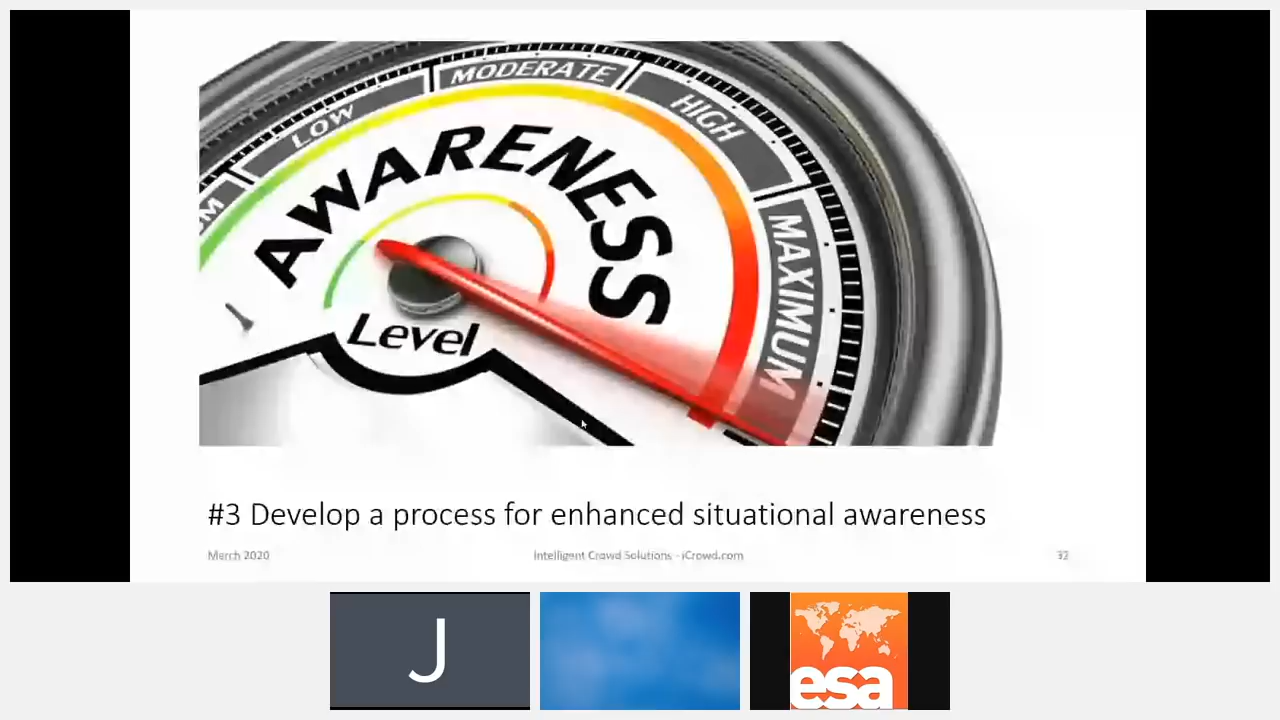 MODERATE
LOW
HIGH
AWARENESS
MAXIMUM
Level
#3 Develop a process for enhanced situational awareness
March 2020
Intelligent Crowd Solutions - iCrowd.com
J
esa